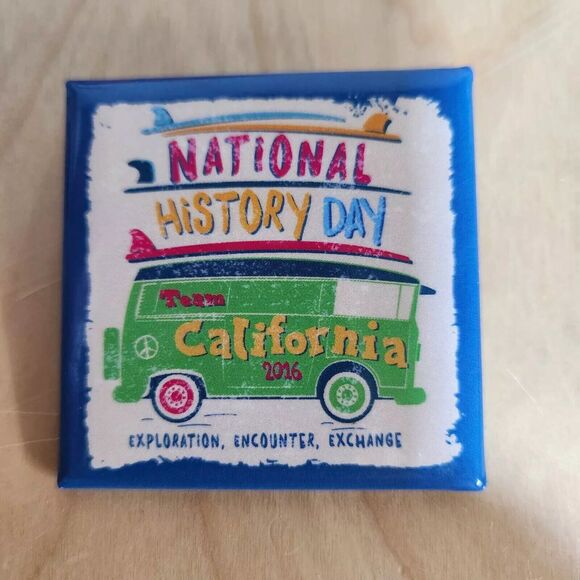 NATIONAL
HiSTORY DAY
Team
California
2016
EXPLORATION, ENCOUNTER, EXCHANGE